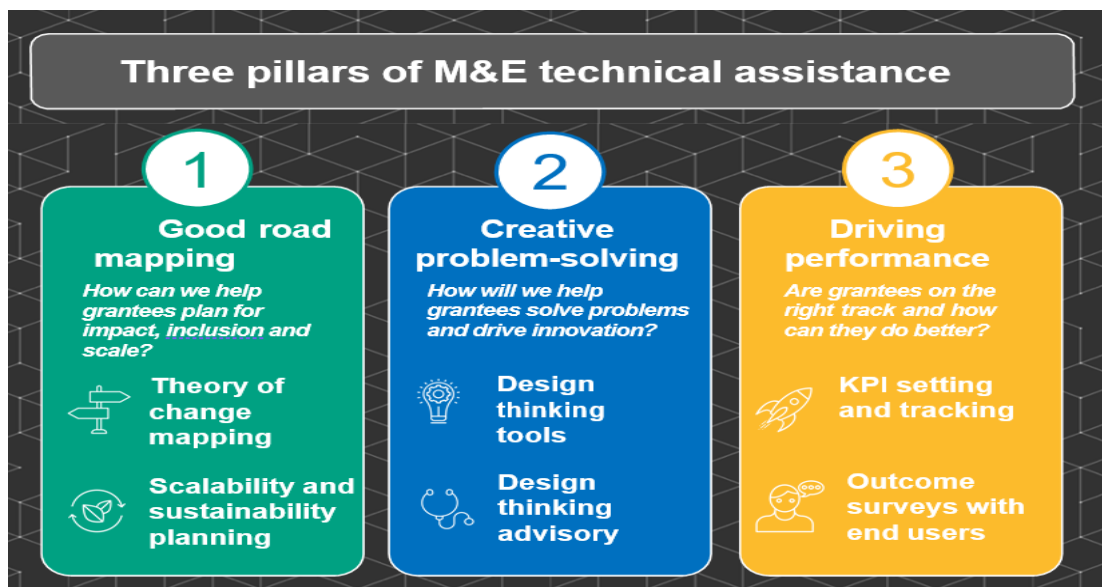 Three pillars of M&E technical assistance
1
Good road
mapping
How can we help
grantees plan for
impact, inclusion and
scale?
Theory of
change
mapping
Scalability and
sustainability
planning
2
Creative
problem-solving
How will we help
grantees solve problems
and drive innovation?
Design
thinking
tools
Design
thinking
advisory
3
Driving
performance
Are grantees on the
right track and how
can they do better?
KPI setting
and tracking
Outcome
surveys with
end users